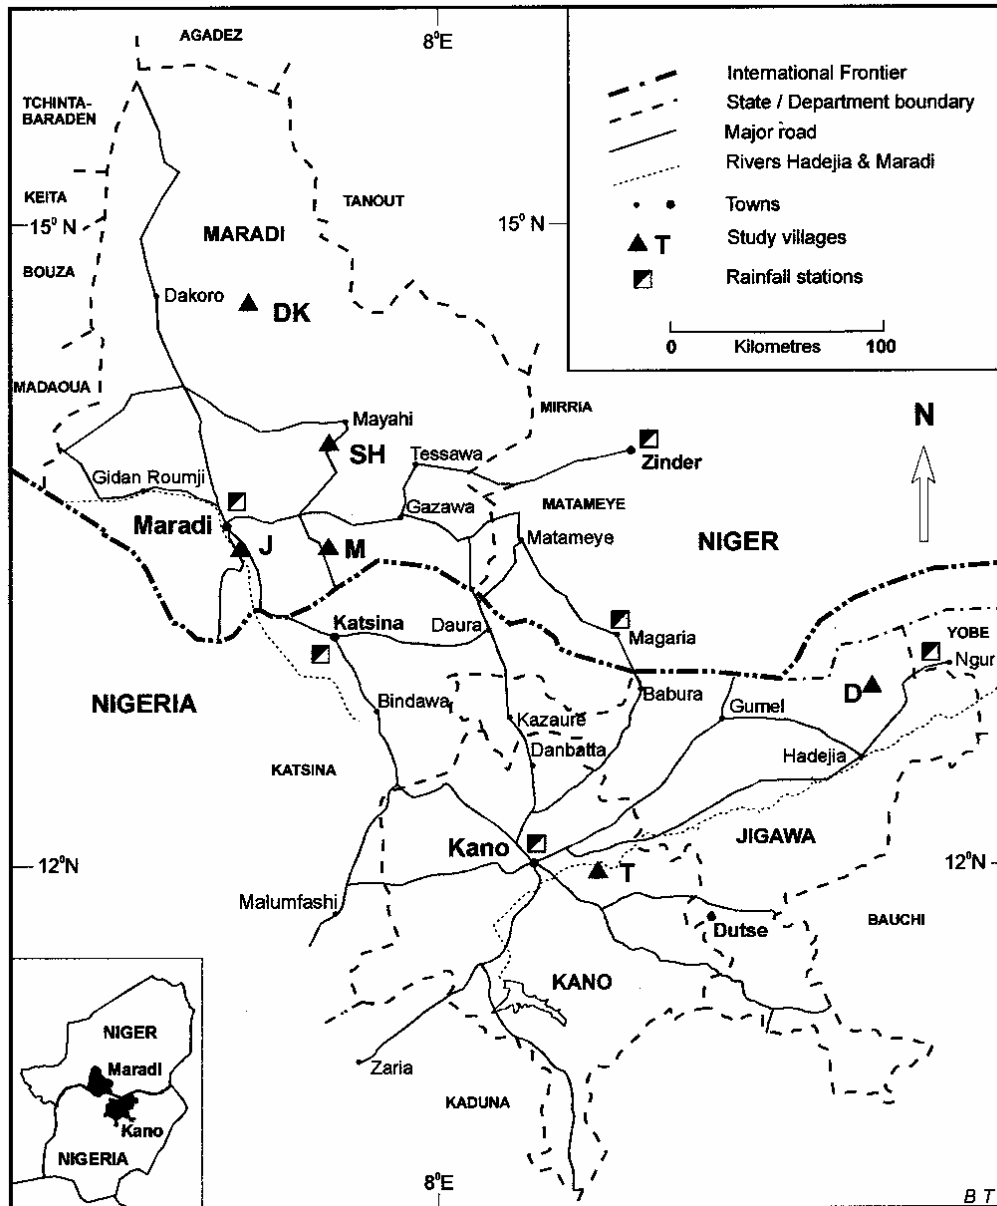 AGADEZ
8°E
International Frontier
State / Department boundary
Major road
Rivers Hadejia & Maradi
Towns
T Study villages
Rainfall stations
0 Kilometres 100
TCHINTA-
BARADEN
KEITA
TANOUT
15° N
15° N
MARADI
BOUZA
Dakoro
DK
MADAOUA
MIRRIA
N
Mayahi
SH
Tessawa
Zinder
Gidan Roumji
MATAMEYE
Gazawa
Maradi
Matameye
NIGER
J
M
Katsina
Daura
Magaria
YOBE
Ngur
NIGERIA
D
Babura
Bindawa
Kazaure
Gumel
Danbatta
Hadejia
KATSINA
JIGAWA
Kano
12°N
T
12°N
Malumfashi
Dutse
BAUCHI
KANO
NIGER
Maradi
Zaria
Kano
KADUNA
NIGERIA
8°E
B T